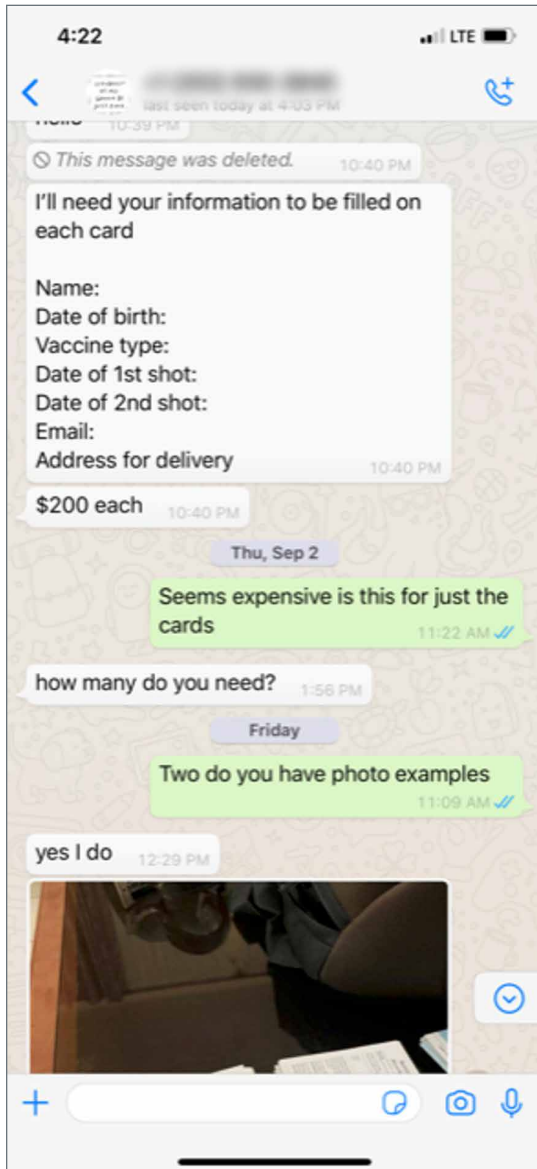 4:22
LTE
last seen today at 4:03 PM
hello 10:39 PM
This message was deleted. 10:40 PM
I'll need your information to be filled on
each card
Name:
Date of birth:
Vaccine type:
Date of 1st shot:
Date of 2nd shot:
Email:
Address for delivery 10:40 PM
$200 each 10:40 PM
Thu, Sep 2
Seems expensive is this for just the
cards 11:22 AM
how many do you need? 1:56 PM
Friday
Two do you have photo examples
11:09 AM
yes I do 12:29 PM